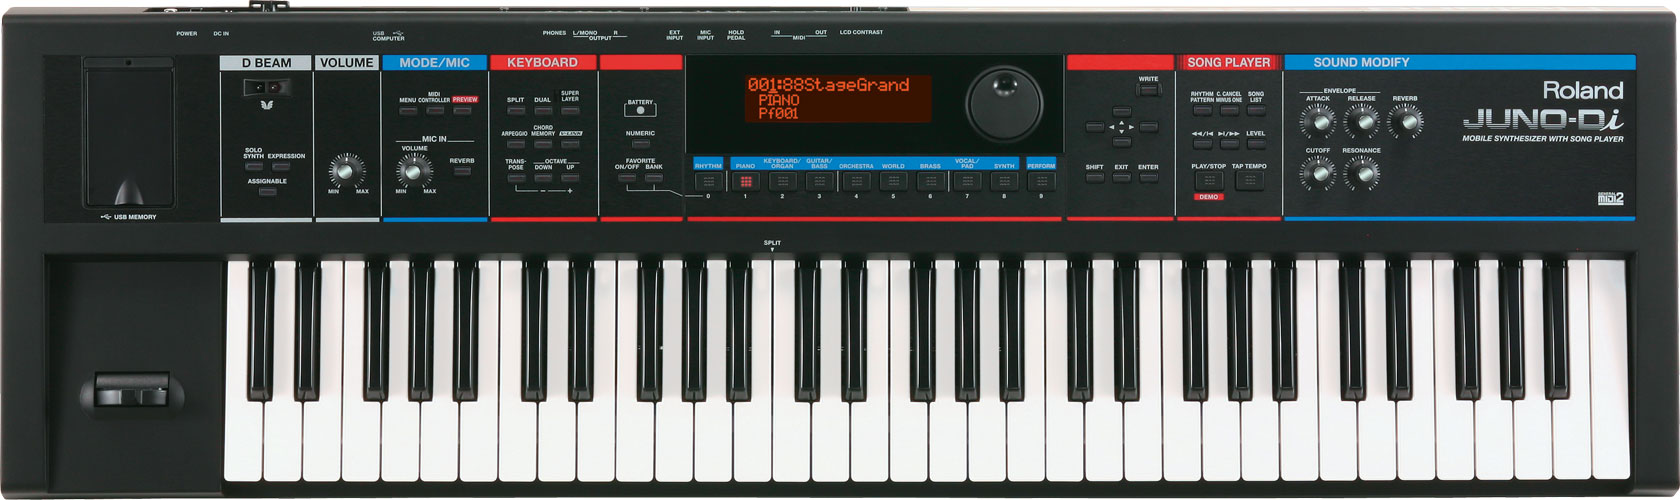 POWER
DC IN
USB
COMPUTER
PHONES
L/MONO R
OUTPUT
EXT
INPUT
MIC
INPUT
HOLD
PEDAL
IN OUT
MIDI
LCD CONTRAST
USB MEMORY
D BEAM
SOLO
SYNTH
EXPRESSION
ASSIGNABLE
VOLUME
MIN MAX
MODE/MIC
MENU
MIDI
CONTROLLER
PREVIEW
MIC IN
VOLUME
REVERB
MIN MAX
KEYBOARD
SPLIT
DUAL
SUPER
LAYER
ARPEGGIO
CHORD
MEMORY
V-LINK
TRANS-
POSE
OCTAVE
DOWN UP
- +
BATTERY
NUMERIC
FAVORITE
ON/OFF BANK
001:88StageGrand
PIANO
Pf001
RHYTHM
PIANO
KEYBOARD/
ORGAN
GUITAR/
BASS
ORCHESTRA
WORLD
BRASS
VOCAL/
PAD
SYNTH
PERFORM
0 1 2 3 4 5 6 7 8 9
WRITE
SHIFT
EXIT
ENTER
SONG PLAYER
RHYTHM
PATTERN
C. CANCEL
MINUS ONE
SONG
LIST
LEVEL
PLAY/STOP
TAP TEMPO
DEMO
SOUND MODIFY
ENVELOPE
ATTACK
RELEASE
REVERB
CUTOFF
RESONANCE
Roland
JUNO-Di
MOBILE SYNTHESIZER WITH SONG PLAYER
GENERAL
MIDI2
SPLIT